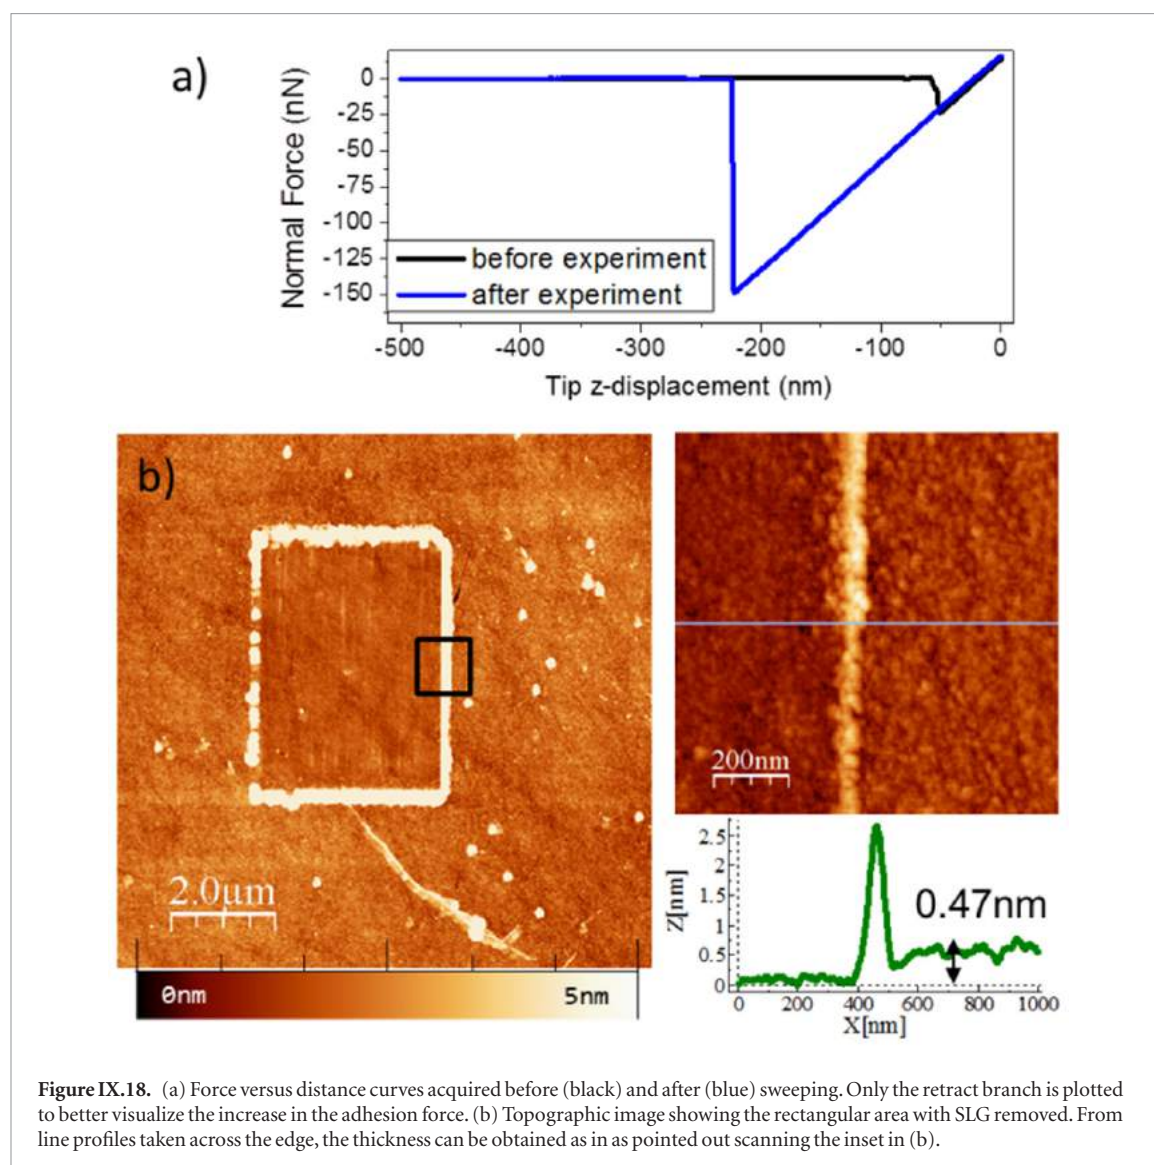 a)
Normal Force (nN)
0
-25
-50
-75
-100
-125
-150
before experiment
after experiment
-500 -400 -300 -200 -100 0
Tip z-displacement (nm)
b)
2.0μm
0nm 5nm
200nm
Z[nm]
2.5
2
1.5
1
0.5
0
0.47nm
0 200 400 600 800 1000
X[nm]
Figure IX.18. (a) Force versus distance curves acquired before (black) and after (blue) sweeping. Only the retract branch is plotted
to better visualize the increase in the adhesion force. (b) Topographic image showing the rectangular area with SLG removed. From
line profiles taken across the edge, the thickness can be obtained as in as pointed out scanning the inset in (b).